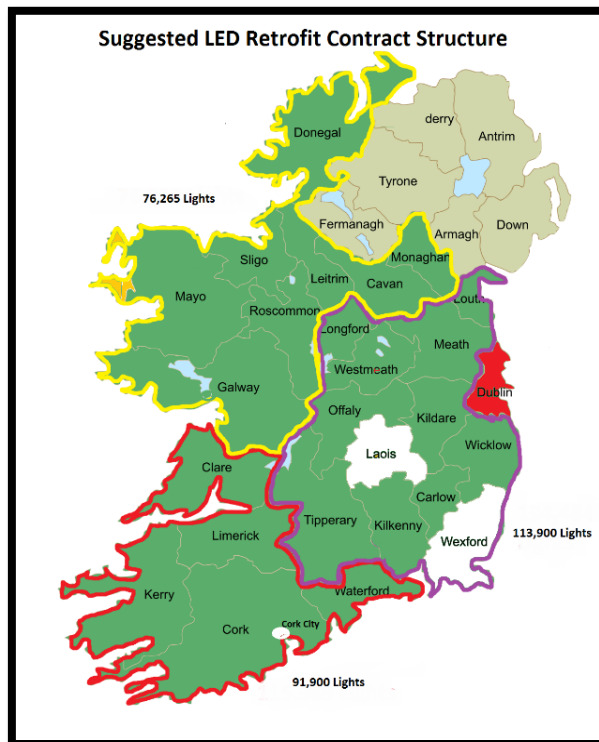 Suggested LED Retrofit Contract Structure
derry
Antrim
Donegal
Tyrone
76,265 Lights
Fermanagh
Armagh
Down
Monaghan
Sligo
Leitrim
Cavan
Mayo
Roscommon
Louth
Longford
Meath
Westmeath
Galway
Dublin
Offaly
Kildare
Wicklow
Laois
Clare
Carlow
Tipperary
Kilkenny
Limerick
Wexford
113,900 Lights
Waterford
Kerry
Cork
Cork City
91,900 Lights